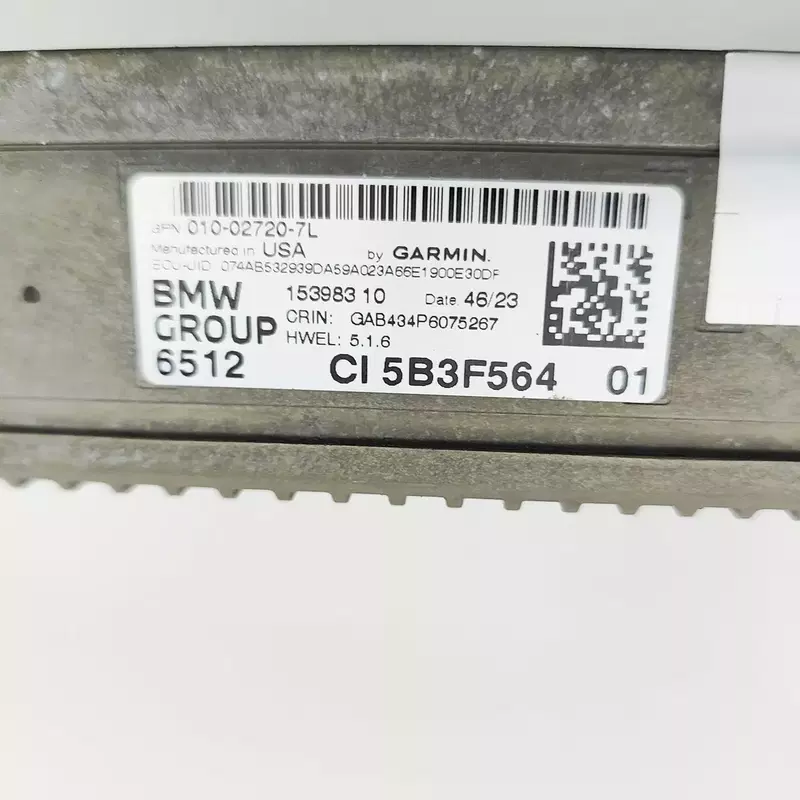 GPN 010-02720-7L
Manufactured in USA by GARMIN.
ECU-UID 074AB532939DA59A023A66E1900E30DF
BMW GROUP
153983 10 Date. 46/23
CRIN: GAB434P6075267
HWEL: 5.1.6
6512 CI 5B3F564 01